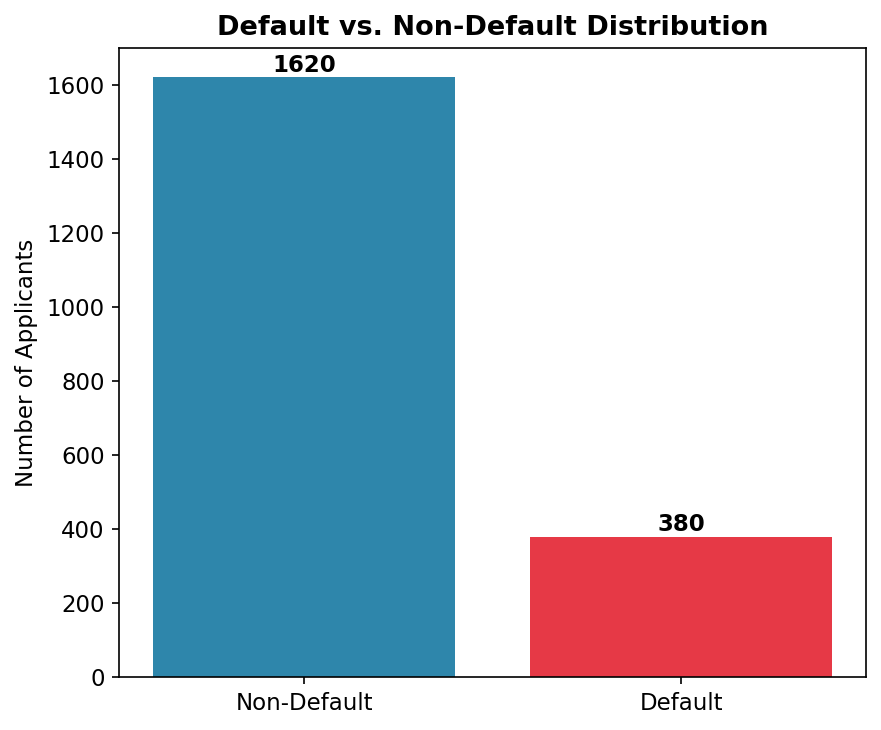 Default vs. Non-Default Distribution
Number of Applicants
1600
1400
1200
1000
800
600
400
200
0
1620
380
Non-Default
Default